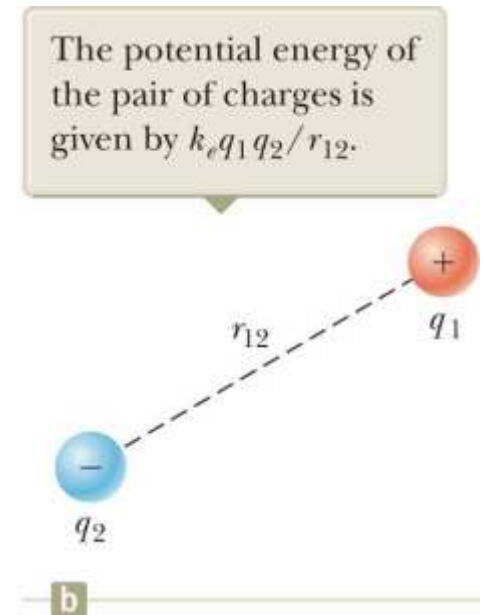 The potential energy of
the pair of charges is
given by kₑq₁q₂/r₁₂.
+
r₁₂
q₁
−
q₂
b